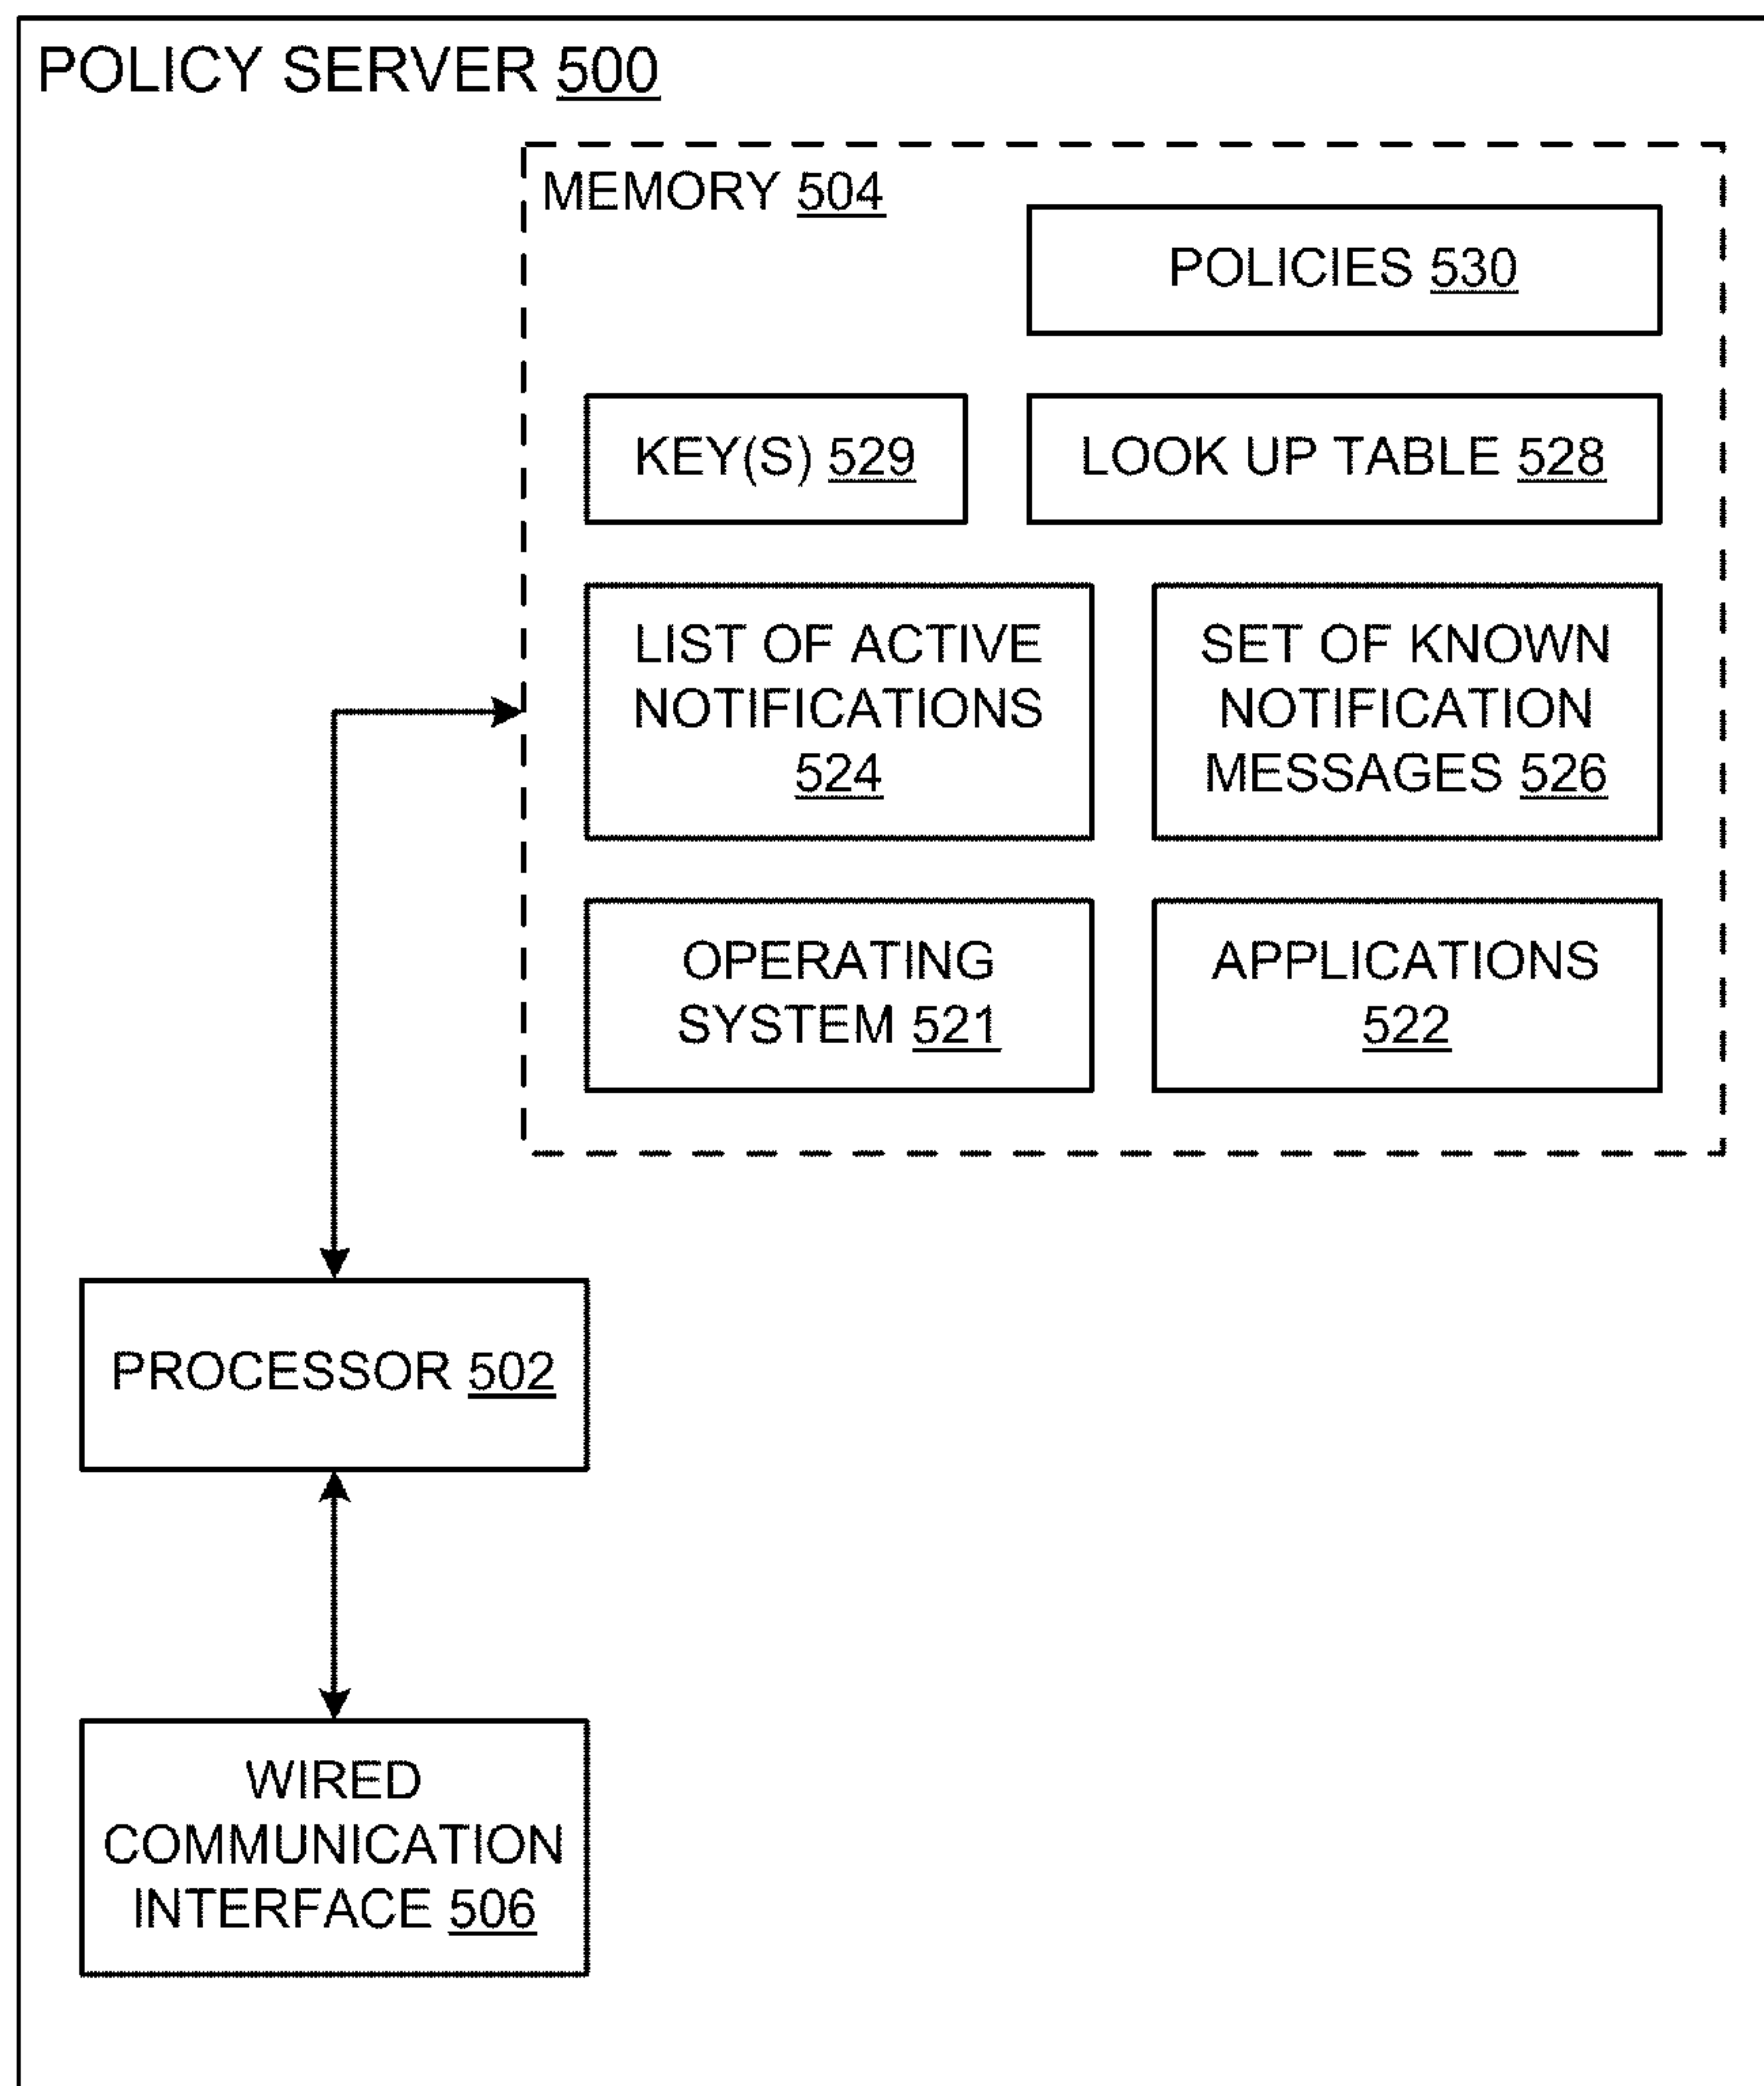 POLICY SERVER 500
MEMORY 504
POLICIES 530
KEY(S) 529
LOOK UP TABLE 528
LIST OF ACTIVE
NOTIFICATIONS
524
SET OF KNOWN
NOTIFICATION
MESSAGES 526
OPERATING
SYSTEM 521
APPLICATIONS
522
PROCESSOR 502
WIRED
COMMUNICATION
INTERFACE 506